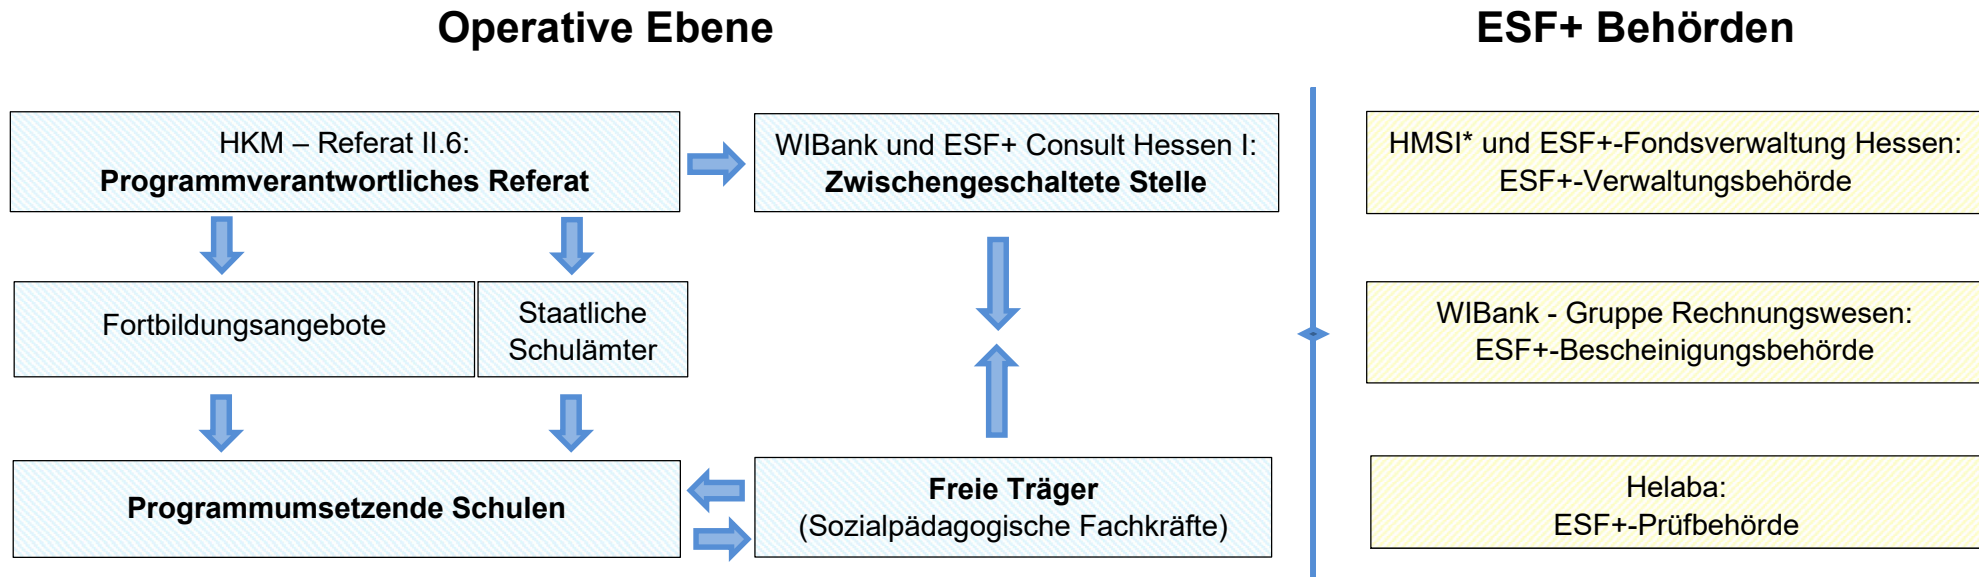 Operative Ebene
ESF+ Behörden
HKM – Referat II.6:
Programmverantwortliches Referat
WIBank und ESF+ Consult Hessen I:
Zwischengeschaltete Stelle
HMSI* und ESF+-Fondsverwaltung Hessen:
ESF+-Verwaltungsbehörde
Fortbildungsangebote
Staatliche
Schulämter
WIBank - Gruppe Rechnungswesen:
ESF+-Bescheinigungsbehörde
Programmumsetzende Schulen
Freie Träger
(Sozialpädagogische Fachkräfte)
Helaba:
ESF+-Prüfbehörde